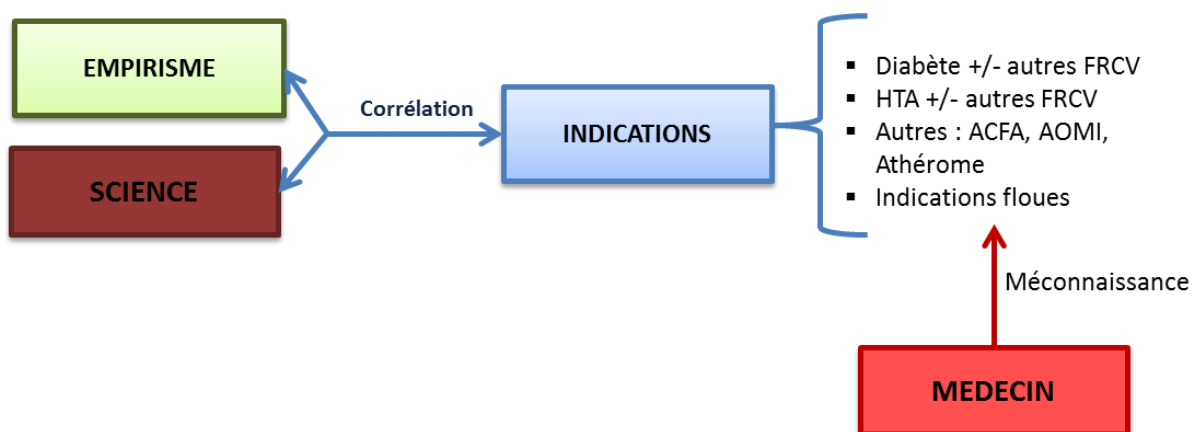 EMPIRISME
SCIENCE
Corrélation
INDICATIONS
▪ Diabète +/- autres FRCV
▪ HTA +/- autres FRCV
▪ Autres : ACFA, AOMI,
Athérome
▪ Indications floues
Méconnaissance
MEDECIN